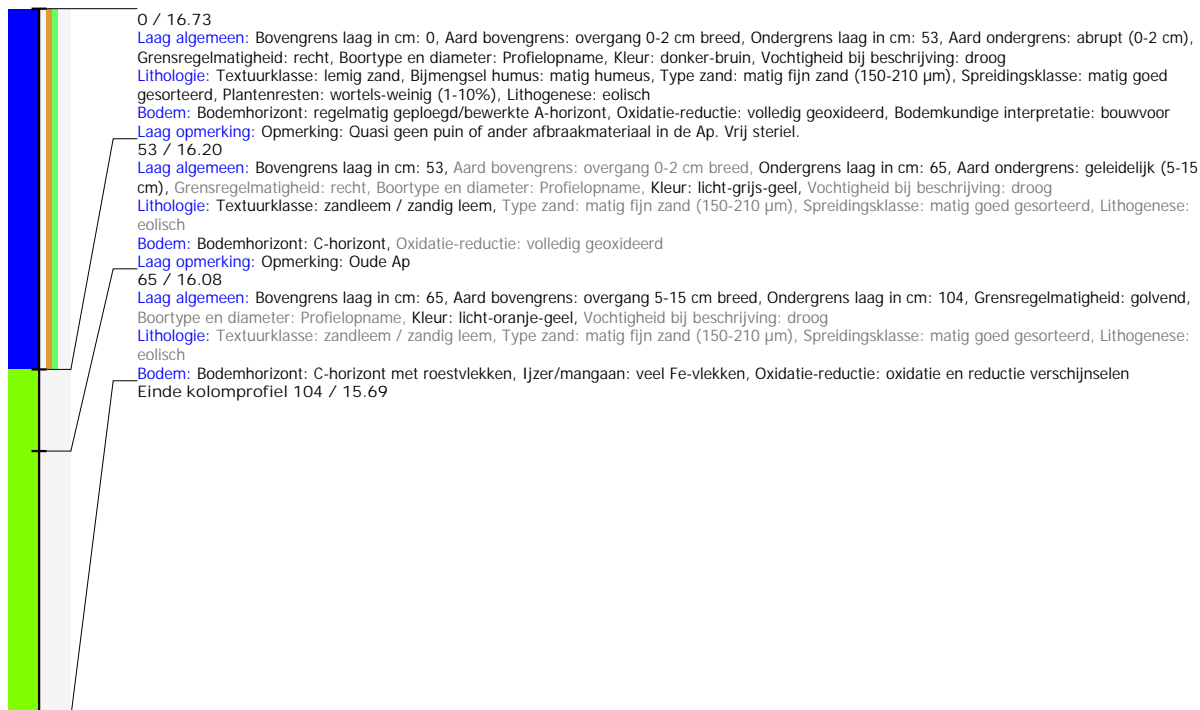 0 / 16.73
Laag algemeen: Bovengrens laag in cm: 0, Aard bovengrens: overgang 0-2 cm breed, Ondergrens laag in cm: 53, Aard ondergrens: abrupt (0-2 cm),
Grensregelmatigheid: recht, Boortype en diameter: Profielopname, Kleur: donker-bruin, Vochtigheid bij beschrijving: droog
Lithologie: Textuurklasse: lemig zand, Bijmengsel humus: matig humeus, Type zand: matig fijn zand (150-210 µm), Spreidingsklasse: matig goed
gesorteerd, Plantenresten: wortels-weinig (1-10%), Lithogenese: eolisch
Bodem: Bodemhorizont: regelmatig geploegd/bewerkte A-horizont, Oxidatie-reductie: volledig geoxideerd, Bodemkundige interpretatie: bouwvoor
Laag opmerking: Opmerking: Quasi geen puin of ander afbraakmateriaal in de Ap. Vrij steriel.
53 / 16.20
Laag algemeen: Bovengrens laag in cm: 53, Aard bovengrens: overgang 0-2 cm breed, Ondergrens laag in cm: 65, Aard ondergrens: geleidelijk (5-15
cm), Grensregelmatigheid: recht, Boortype en diameter: Profielopname, Kleur: licht-grijs-geel, Vochtigheid bij beschrijving: droog
Lithologie: Textuurklasse: zandleem / zandig leem, Type zand: matig fijn zand (150-210 µm), Spreidingsklasse: matig goed gesorteerd, Lithogenese:
eolisch
Bodem: Bodemhorizont: C-horizont, Oxidatie-reductie: volledig geoxideerd
Laag opmerking: Opmerking: Oude Ap
65 / 16.08
Laag algemeen: Bovengrens laag in cm: 65, Aard bovengrens: overgang 5-15 cm breed, Ondergrens laag in cm: 104, Grensregelmatigheid: golvend,
Boortype en diameter: Profielopname, Kleur: licht-oranje-geel, Vochtigheid bij beschrijving: droog
Lithologie: Textuurklasse: zandleem / zandig leem, Type zand: matig fijn zand (150-210 µm), Spreidingsklasse: matig goed gesorteerd, Lithogenese:
eolisch
Bodem: Bodemhorizont: C-horizont met roestvlekken, Ijzer/mangaan: veel Fe-vlekken, Oxidatie-reductie: oxidatie en reductie verschijnselen
Einde kolomprofiel 104 / 15.69